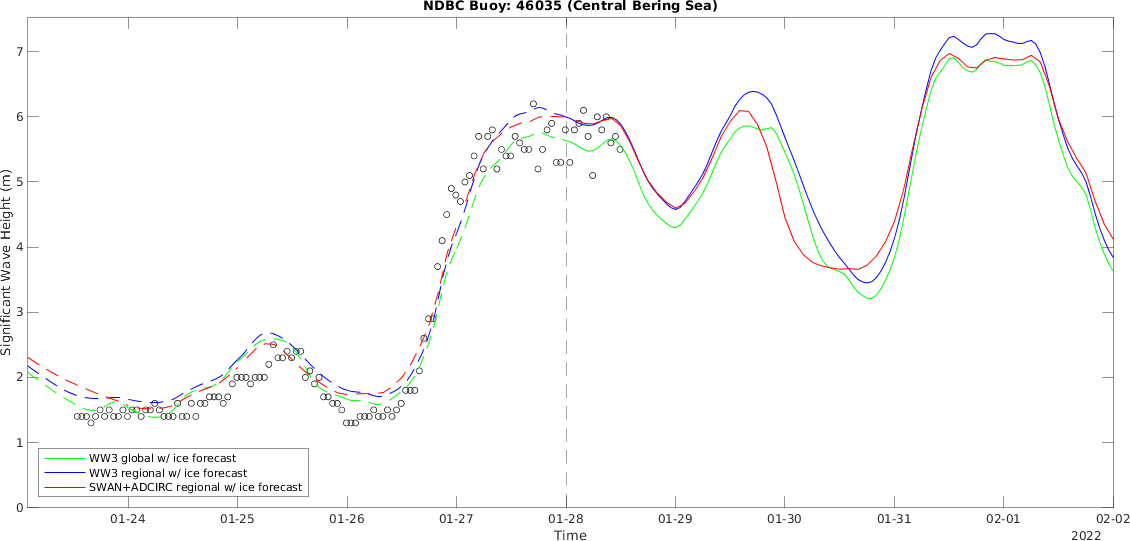 NDBC Buoy: 46035 (Central Bering Sea)
Significant Wave Height (m)
7
6
5
4
3
2
1
0
WW3 global w/ ice forecast
WW3 regional w/ ice forecast
SWAN+ADCIRC regional w/ ice forecast
01-24 01-25 01-26 01-27 01-28 01-29 01-30 01-31 02-01 02-02
Time
2022